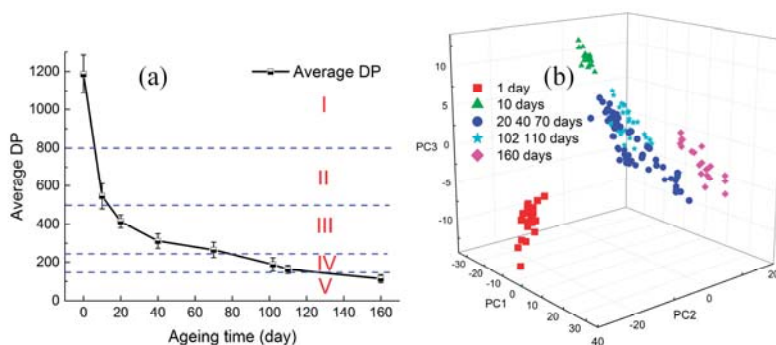 Average DP
1200
1000
800
600
400
200
0
0 20 40 60 80 100 120 140 160
Ageing time (day)
(a)
Average DP
I
II
III
IV
V
(b)
1 day
10 days
20 40 70 days
102 110 days
160 days
PC3
10
5
0
-5
-10
-30
-20
-10
0
10
20
30
40
PC1
-20
0
20
PC2